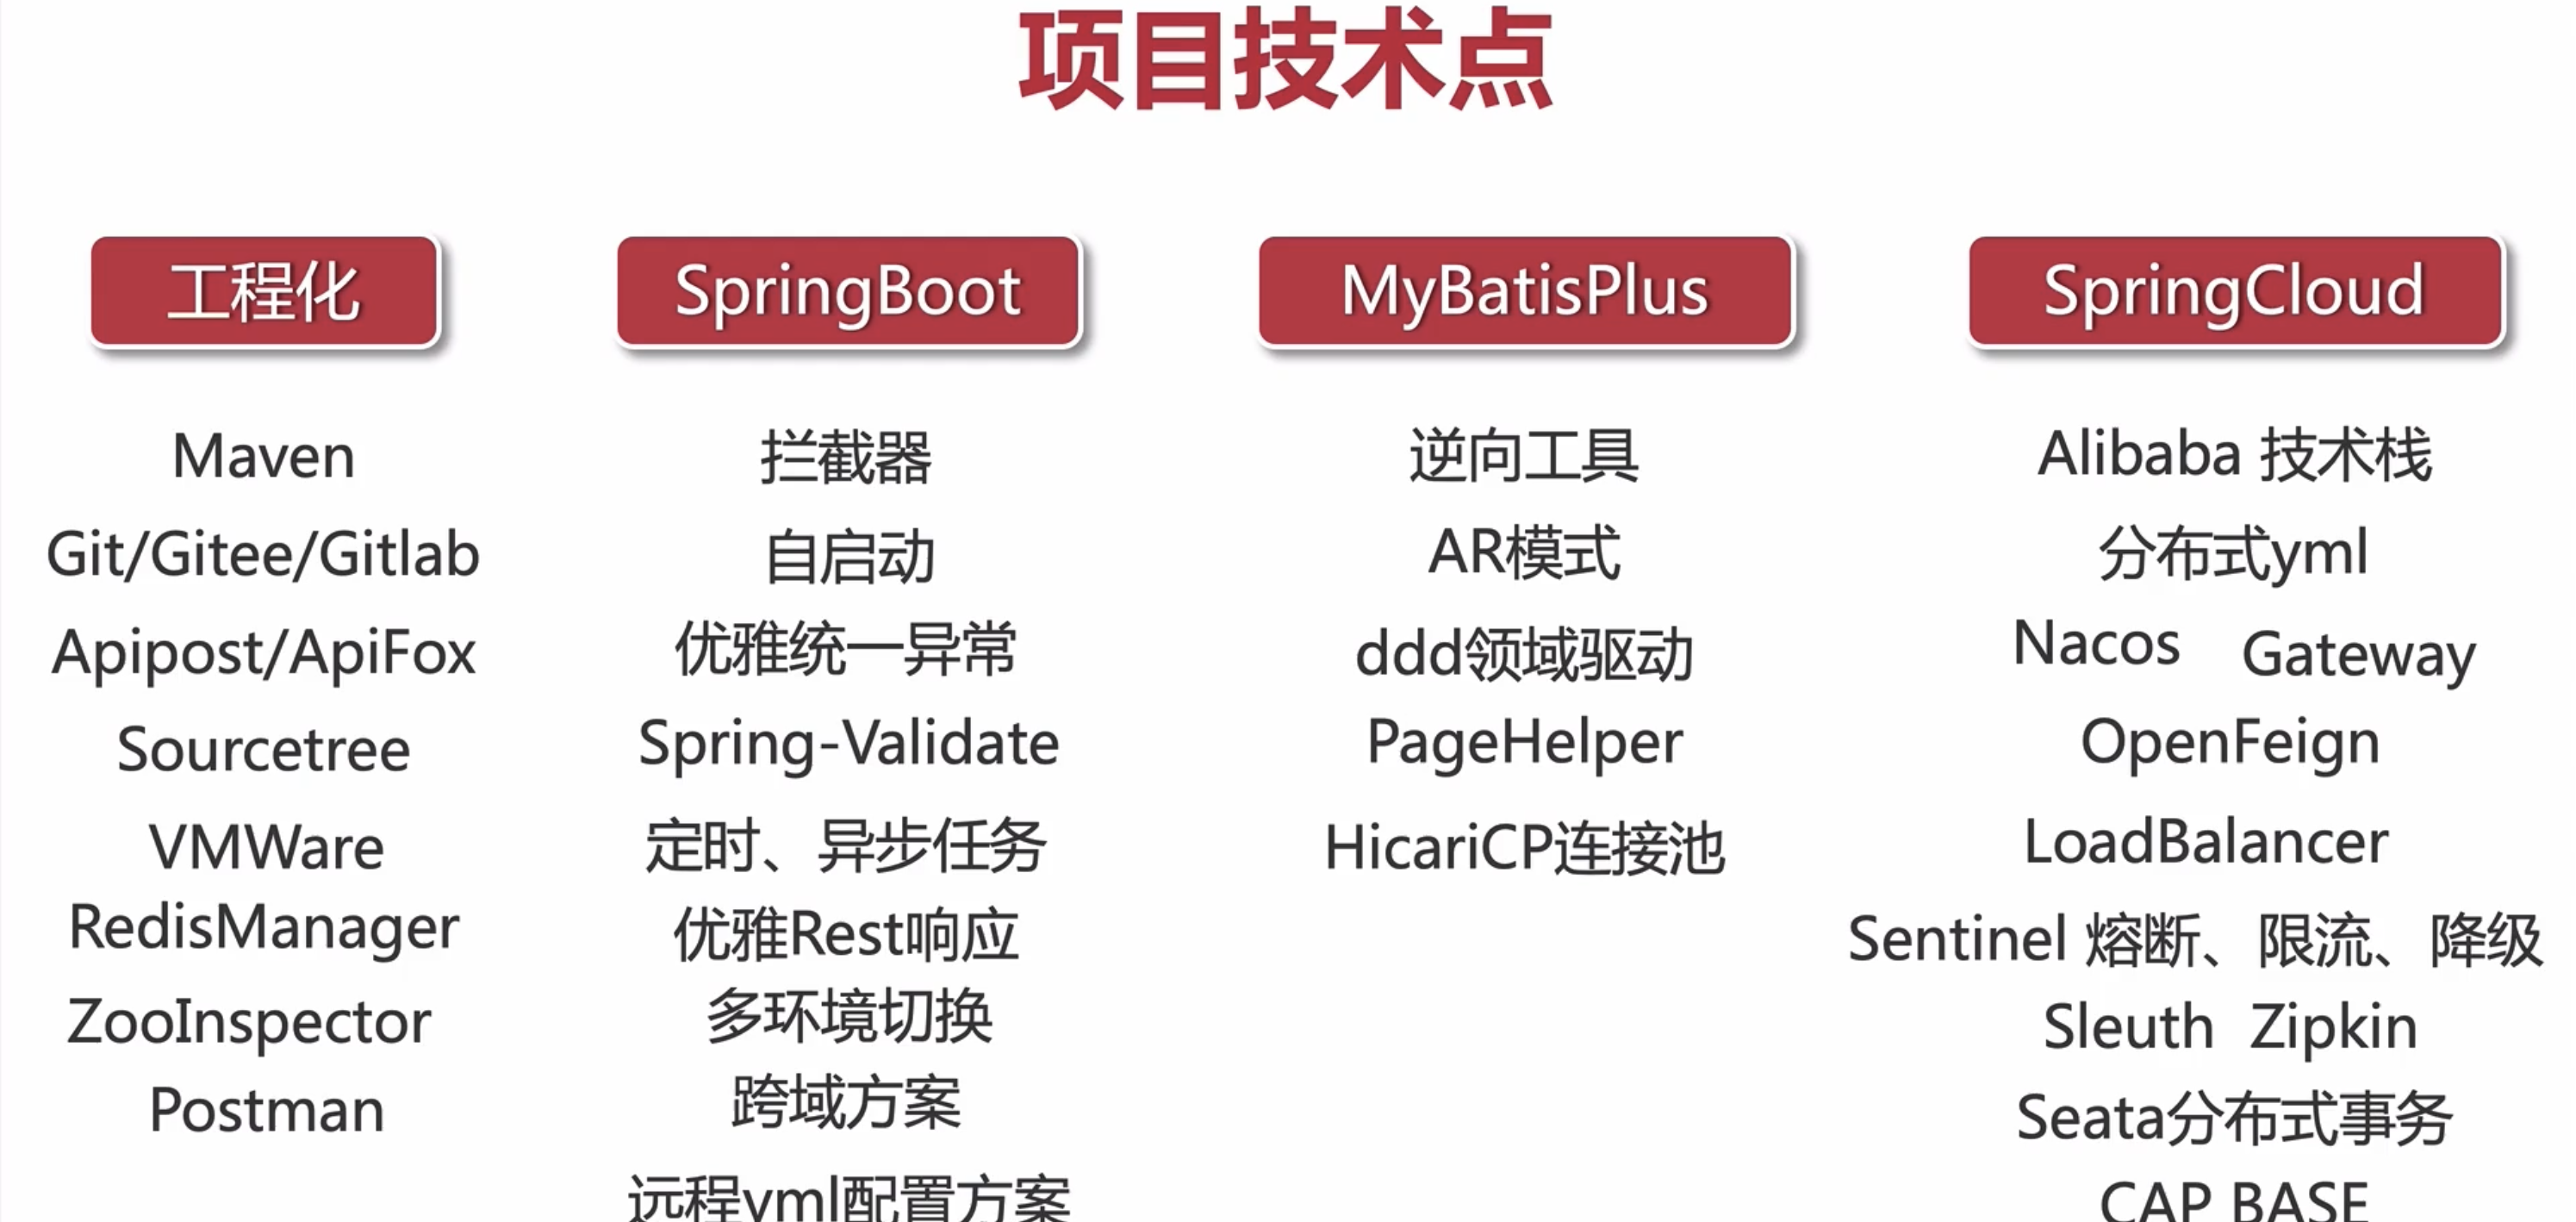 项目技术点
工程化
Maven
Git/Gitee/Gitlab
Apipost/ApiFox
Sourcetree
VMWare
RedisManager
ZooInspector
Postman
SpringBoot
拦截器
自启动
优雅统一异常
Spring-Validate
定时、异步任务
优雅Rest响应
多环境切换
跨域方案
远程yml配置方案
MyBatisPlus
逆向工具
AR模式
ddd领域驱动
PageHelper
HicariCP连接池
SpringCloud
Alibaba 技术栈
分布式yml
Nacos Gateway
OpenFeign
LoadBalancer
Sentinel 熔断、限流、降级
Sleuth Zipkin
Seata分布式事务
CAP BASE